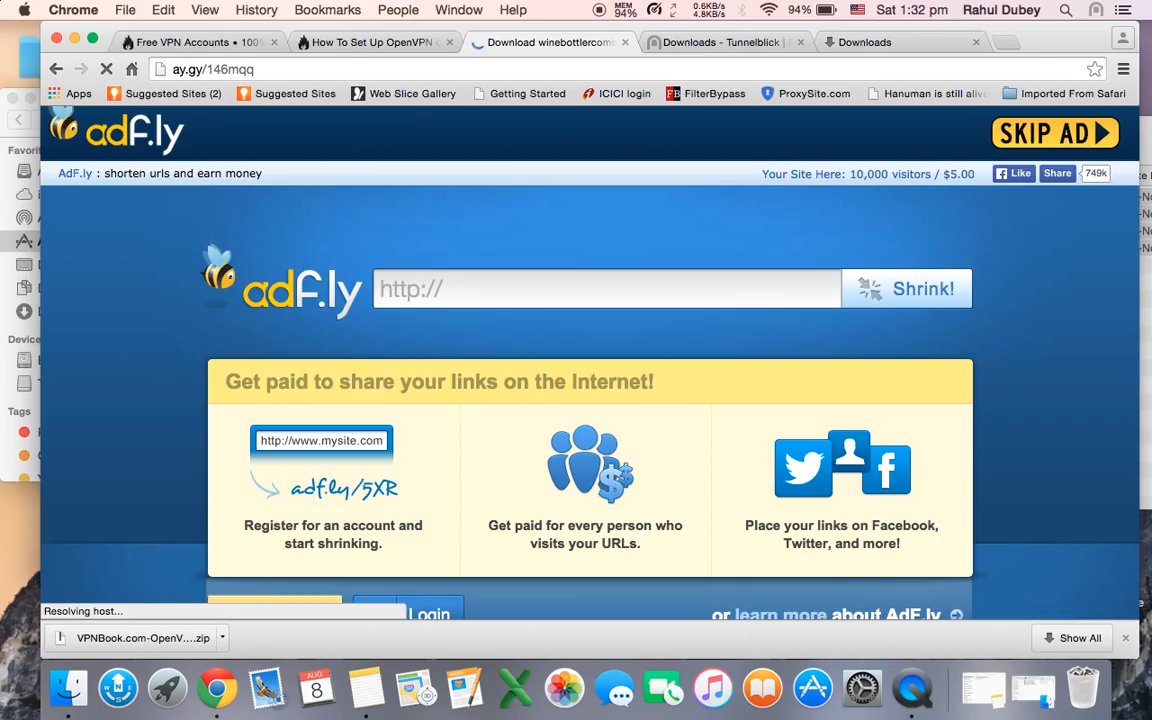 Chrome File Edit View History Bookmarks People Window Help MEM 94% 0.6KB/s 4.8KB/s 94% Sat 1:32 pm Rahul Dubey
Free VPN Accounts • 100% How To Set Up OpenVPN Download winebottlercomb Downloads - Tunnelblick | Downloads
ay.gy/146mqq
Apps Suggested Sites (2) Suggested Sites Web Slice Gallery Getting Started ICICI login FB FilterBypass ProxySite.com Hanuman is still aliv Imported From Safari
adf.ly SKIP AD
AdF.ly : shorten urls and earn money Your Site Here: 10,000 visitors / $5.00 Like Share 749k
Favorit
adf.ly http:// Shrink!
Device
Get paid to share your links on the Internet!
http://www.mysite.com
adf.ly/5XR
Register for an account and start shrinking.
Get paid for every person who visits your URLs.
Place your links on Facebook, Twitter, and more!
Tags
Login or learn more about AdF.ly
Resolving host...
VPNBook.com-OpenV....zip Show All
AUG
8